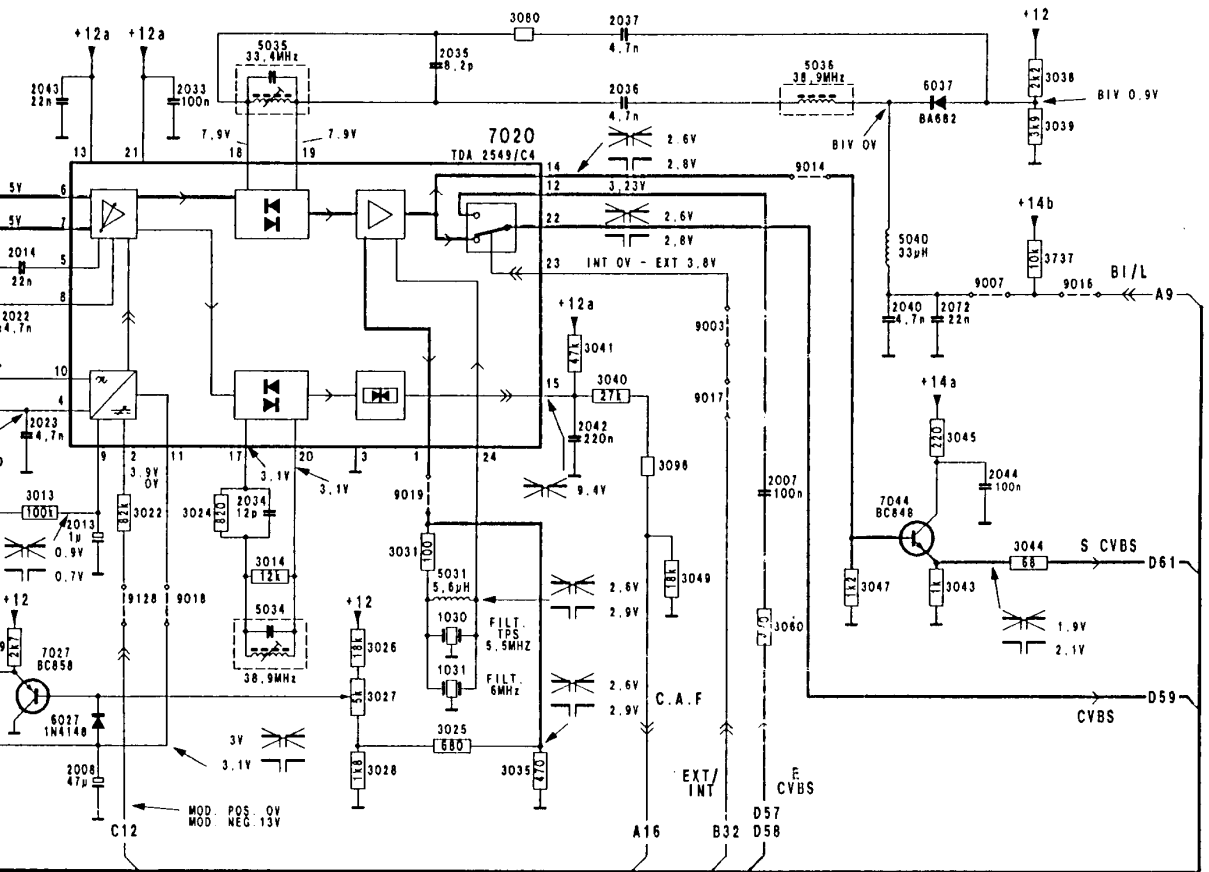 3080
2037
4,7n
+12
+12a
+12a
5035
33,4MHz
2035
8,2p
5036
38,9MHz
6037
BA682
2k2
3038
2043
22n
2033
100n
2036
4,7n
BIV 0,9V
3k9
3039
BIV 0V
7,9V
7,9V
7020
TDA 2549/C4
2.6V
2.8V
13
21
18
19
14
9014
12
3,23V
5V
6
22
2.6V
2,8V
+14b
5V
7
2014
22n
5
23
INT 0V - EXT 3.8V
5040
33µH
10k
3737
8
+12a
9007
9016
BI/L
A9
2022
4,7n
9003
2040
4,7n
2072
22n
47k
3041
10
15
3040
27k
9017
+14a
4
2023
4,7n
2042
220n
220
3045
9
2
11
17
20
3
1
24
3.9V
0V
3,1V
3,1V
9.4V
3098
2007
100n
2044
100n
3013
100k
82k
3022
3024
820
2034
12p
9019
7044
BC848
2013
1µ
0.9V
0.7V
3031
100
3014
12k
5031
5,6µH
18k
3049
1k2
3047
1k
3043
3044
68
S CVBS
D61
9128
9018
2.6V
2.9V
+12
5034
+12
1030
FILT.
TPS
5,5MHZ
3060
1.9V
2.1V
2k7
7027
BC858
18k
3026
38,9MHz
1031
FILT.
6MHz
2.6V
2.9V
C.A.F
5k
3027
D59
CVBS
6027
1N4148
3V
3.1V
3025
680
2008
47µ
1k8
3028
3035
470
EXT/
INT
E
CVBS
MOD. POS. 0V
MOD. NEG. 13V
C12
A16
B32
D57
D58